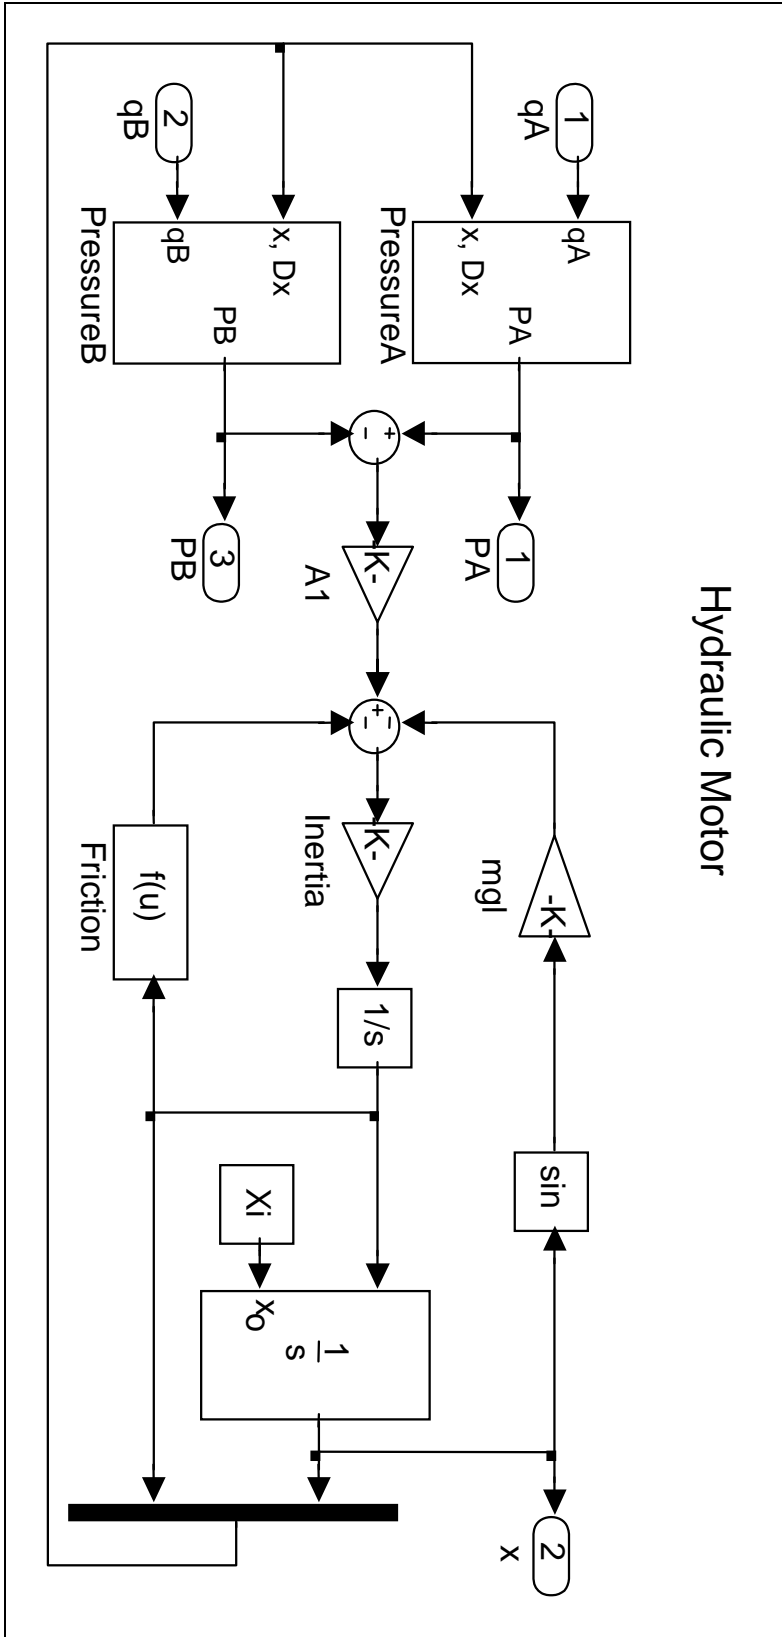 Hydraulic Motor
1
qA
qA
x, Dx
PA
PressureA
1
PA
-K-
mgl
sin
2
x
+
−
-K-
A1
+
−
−
-K-
Inertia
1/s
Xi
xo
1
s
2
qB
x, Dx
qB
PB
PressureB
3
PB
f(u)
Friction